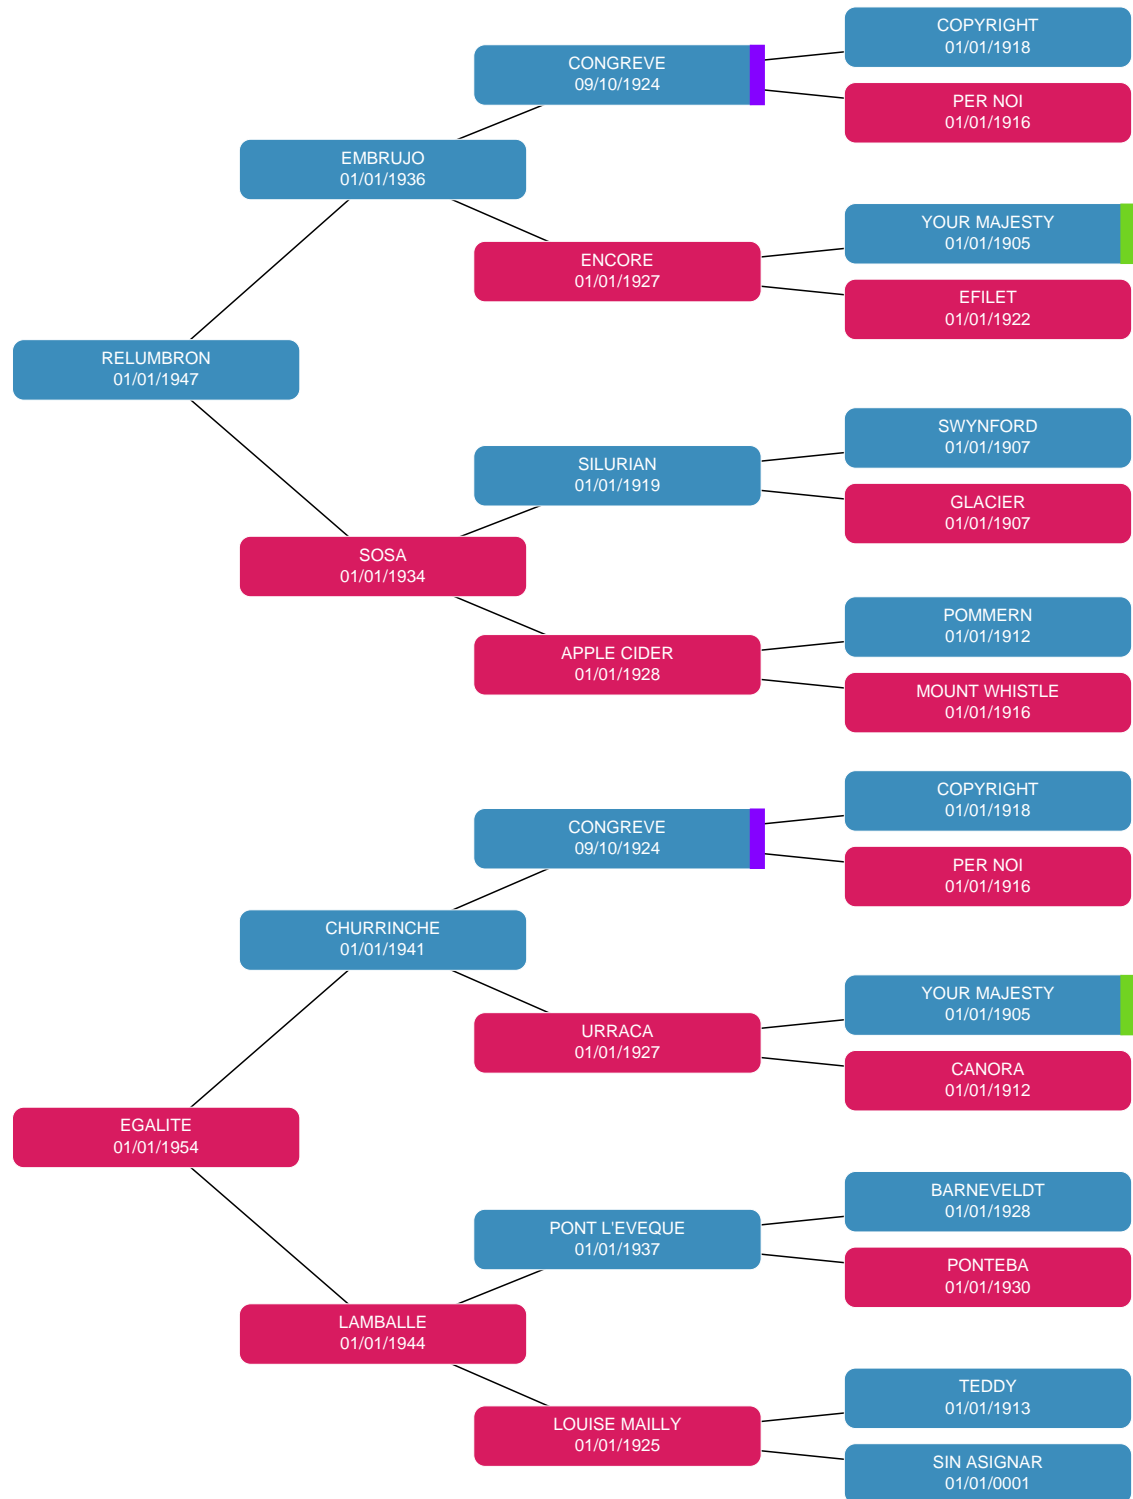 COPYRIGHT
01/01/1918
CONGREVE
09/10/1924
PER NOI
01/01/1916
EMBRUJO
01/01/1936
YOUR MAJESTY
01/01/1905
ENCORE
01/01/1927
EFILET
01/01/1922
RELUMBRON
01/01/1947
SWYNFORD
01/01/1907
SILURIAN
01/01/1919
GLACIER
01/01/1907
SOSA
01/01/1934
POMMERN
01/01/1912
APPLE CIDER
01/01/1928
MOUNT WHISTLE
01/01/1916
COPYRIGHT
01/01/1918
CONGREVE
09/10/1924
PER NOI
01/01/1916
CHURRINCHE
01/01/1941
YOUR MAJESTY
01/01/1905
URRACA
01/01/1927
CANORA
01/01/1912
EGALITE
01/01/1954
BARNEVELDT
01/01/1928
PONT L'EVEQUE
01/01/1937
PONTEBA
01/01/1930
LAMBALLE
01/01/1944
TEDDY
01/01/1913
LOUISE MAILLY
01/01/1925
SIN ASIGNAR
01/01/0001